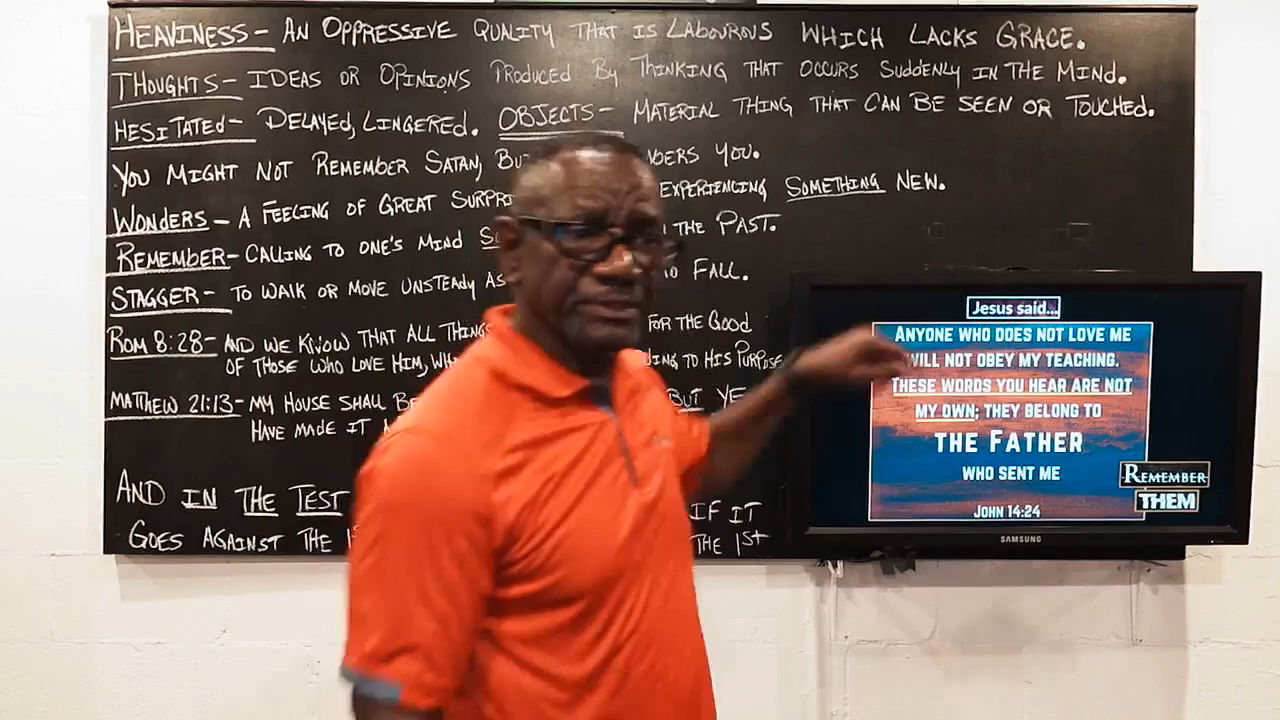 HEAVINESS- AN OPPRESSIVE QUALITY THAT IS LABOUROUS WHICH LACKS GRACE.
THOUGHTS- IDEAS OR OPINIONS PRODUCED BY THINKING THAT OCCURS SUDDENLY IN THE MIND.
HESITATED- DELAYED, LINGERED. OBJECTS- MATERIAL THING THAT CAN BE SEEN OR TOUCHED.
YOU MIGHT NOT REMEMBER SATAN, YOU.
WONDERS- A FEELING OF GREAT EXPERIENCING SOMETHING NEW.
REMEMBER- CALLING TO ONE'S MIND THE PAST.
STAGGER- TO WALK OR MOVE UNSTEADY AS FALL.
ROM 8:28- AND WE KNOW THAT ALL FOR THE GOOD
OF THOSE WHO LOVE HIM, TO HIS PURPOSE
MATTHEW 21:13- MY HOUSE SHALL BUT
HAVE MADE IT
AND IN THE TEST IF IT
GOES AGAINST THE THE 1ST
Jesus said...
ANYONE WHO DOES NOT LOVE ME
WILL NOT OBEY MY TEACHING.
THESE WORDS YOU HEAR ARE NOT
MY OWN; THEY BELONG TO
THE FATHER
WHO SENT ME
JOHN 14:24
REMEMBER
THEM
SAMSUNG